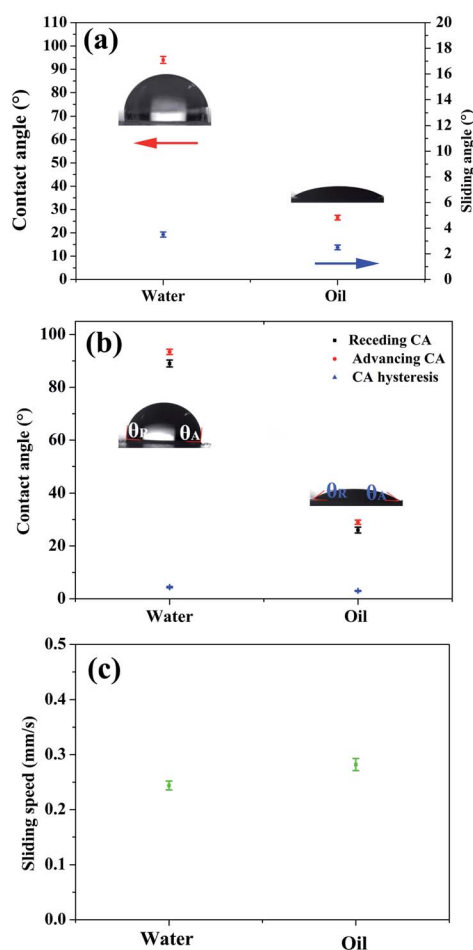 (a)
Contact angle (°)
110
100
90
80
70
60
50
40
30
20
10
0
20
18
16
14
12
10
8
6
4
2
0
Sliding angle (°)
Water
Oil
(b)
Receding CA
Advancing CA
CA hysteresis
Contact angle (°)
100
80
60
40
20
0
θR
θA
θR
θA
Water
Oil
(c)
Sliding speed (mm/s)
0.5
0.4
0.3
0.2
0.1
0.0
Water
Oil